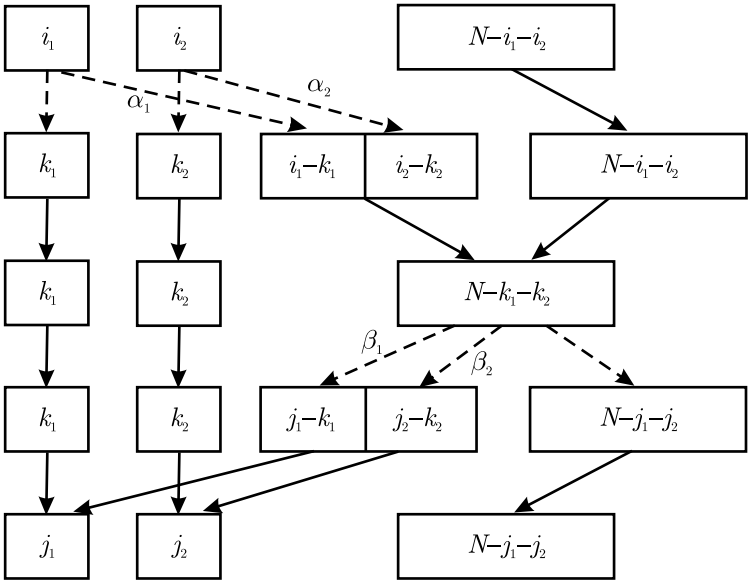 i₁ i₂ N−i₁−i₂
α₁ α₂
k₁ k₂ i₁−k₁ i₂−k₂ N−i₁−i₂
k₁ k₂ N−k₁−k₂
β₁ β₂
k₁ k₂ j₁−k₁ j₂−k₂ N−j₁−j₂
j₁ j₂ N−j₁−j₂